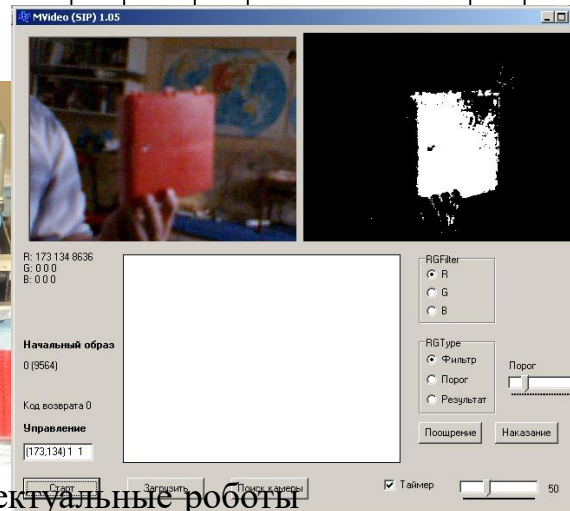 MVideo (SIP) 1.05
R: 173 134 8636
G: 0 0 0
B: 0 0 0
Начальный образ
0 (9564)
Код возврата 0
Управление
(173,134) 1 1
RGFilter
R
G
B
RGType
Фильтр
Порог
Результат
Порог
Поощрение Наказание
Старт Загрузить Поиск камеры Таймер 50
ектуальные роботы